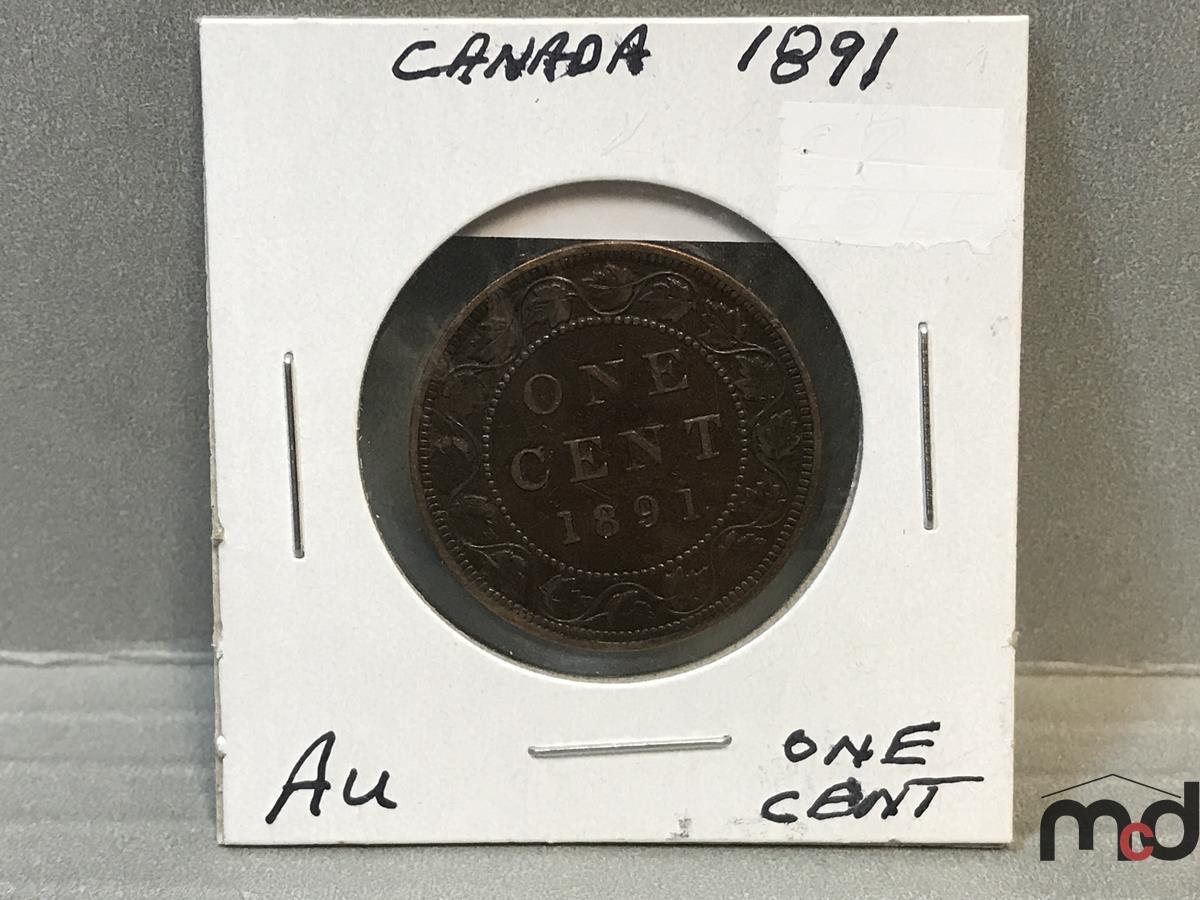 CANADA 1891
ONE
CENT
1891
Au
ONE
CENT
mcd